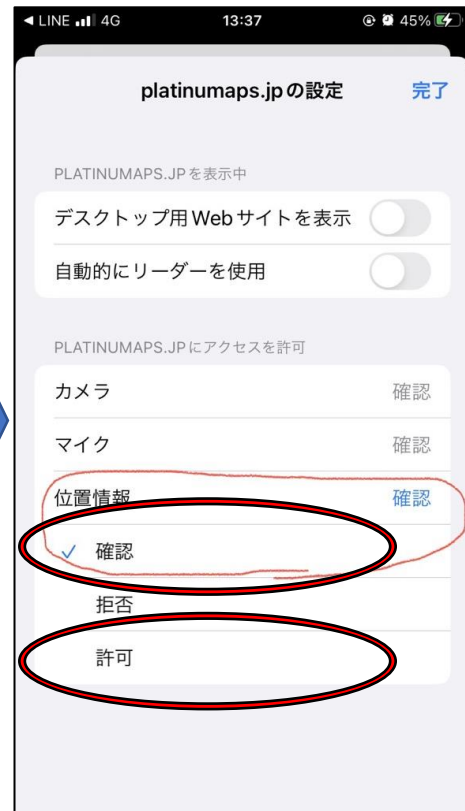 LINE 4G 13:37 45%
platinumaps.jpの設定 完了
PLATINUMAPS.JPを表示中
デスクトップ用Webサイトを表示
自動的にリーダーを使用
PLATINUMAPS.JPにアクセスを許可
カメラ 確認
マイク 確認
位置情報 確認
確認
拒否
許可